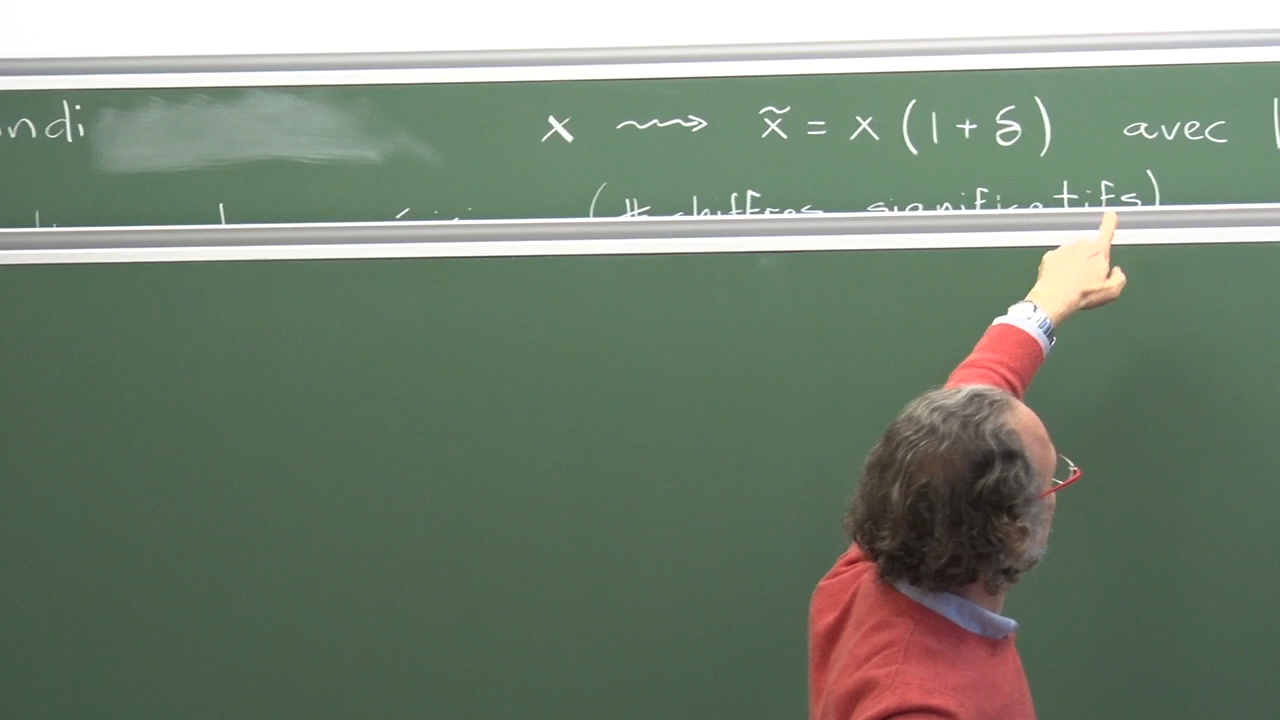 ndi x ⇝ x̃ = x (1 + δ) avec |
(# chiffres significatifs)